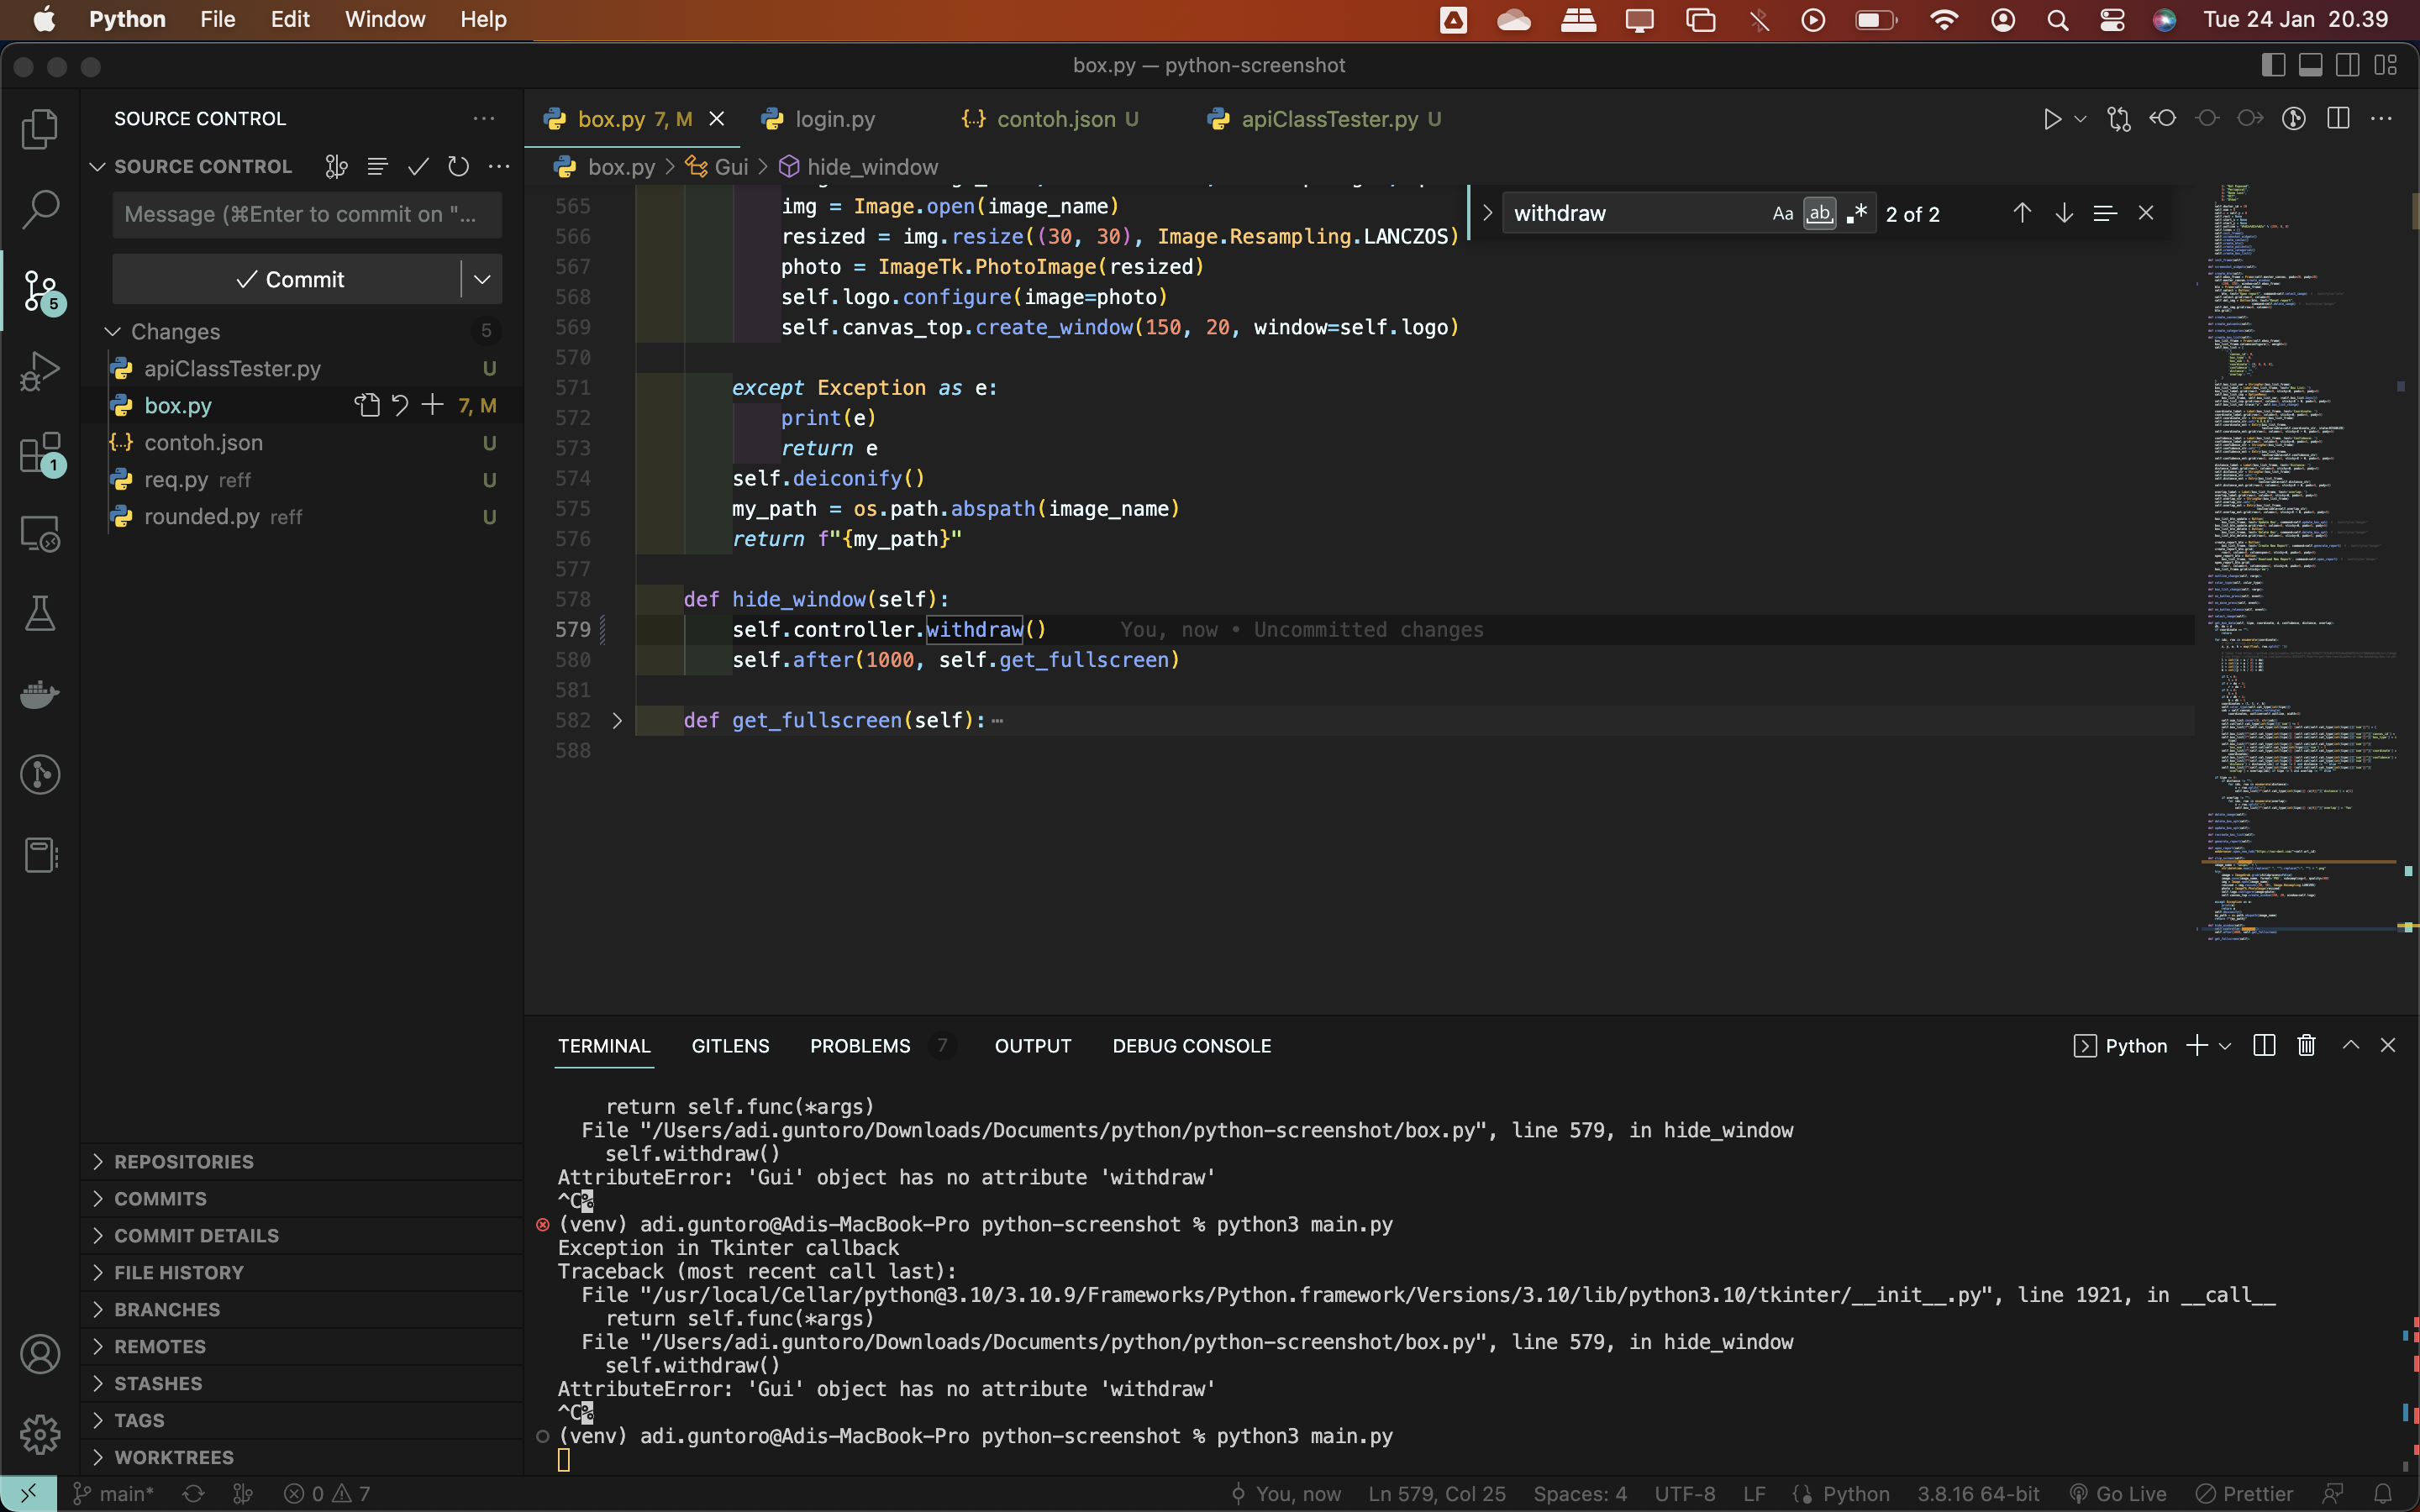 Python File Edit Window Help Tue 24 Jan 20.39
box.py — python-screenshot
SOURCE CONTROL
box.py 7, M
login.py
contoh.json U
apiClassTester.py U
SOURCE CONTROL
box.py > Gui > hide_window
Message (⌘Enter to commit on "...
Commit
5
Changes 5
apiClassTester.py U
box.py 7, M
contoh.json U
req.py reff U
rounded.py reff U
1
withdraw Aa ab .* 2 of 2
565 img = Image.open(image_name)
566 resized = img.resize((30, 30), Image.Resampling.LANCZOS)
567 photo = ImageTk.PhotoImage(resized)
568 self.logo.configure(image=photo)
569 self.canvas_top.create_window(150, 20, window=self.logo)
570
571 except Exception as e:
572 print(e)
573 return e
574 self.deiconify()
575 my_path = os.path.abspath(image_name)
576 return f"{my_path}"
577
578 def hide_window(self):
579 self.controller.withdraw() You, now • Uncommitted changes
580 self.after(1000, self.get_fullscreen)
581
582 def get_fullscreen(self):
588
TERMINAL GITLENS PROBLEMS 7 OUTPUT DEBUG CONSOLE Python
return self.func(*args)
File "/Users/adi.guntoro/Downloads/Documents/python/python-screenshot/box.py", line 579, in hide_window
self.withdraw()
AttributeError: 'Gui' object has no attribute 'withdraw'
^C%
(venv) adi.guntoro@Adis-MacBook-Pro python-screenshot % python3 main.py
Exception in Tkinter callback
Traceback (most recent call last):
File "/usr/local/Cellar/python@3.10/3.10.9/Frameworks/Python.framework/Versions/3.10/lib/python3.10/tkinter/__init__.py", line 1921, in __call__
return self.func(*args)
File "/Users/adi.guntoro/Downloads/Documents/python/python-screenshot/box.py", line 579, in hide_window
self.withdraw()
AttributeError: 'Gui' object has no attribute 'withdraw'
^C%
(venv) adi.guntoro@Adis-MacBook-Pro python-screenshot % python3 main.py
REPOSITORIES
COMMITS
COMMIT DETAILS
FILE HISTORY
BRANCHES
REMOTES
STASHES
TAGS
WORKTREES
main* 0 7 You, now Ln 579, Col 25 Spaces: 4 UTF-8 LF Python 3.8.16 64-bit Go Live Prettier